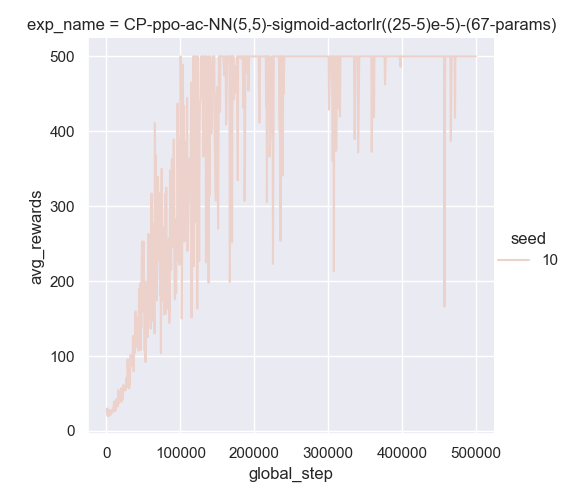 exp_name = CP-ppo-ac-NN(5,5)-sigmoid-actorlr((25-5)e-5)-(67-params)
500
400
300
200
100
0
avg_rewards
0 100000 200000 300000 400000 500000
global_step
seed
10